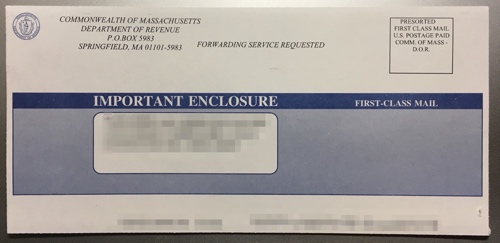 COMMONWEALTH OF MASSACHUSETTS
DEPARTMENT OF REVENUE
P.O.BOX 5983
SPRINGFIELD, MA 01101-5983
FORWARDING SERVICE REQUESTED
PRESORTED
FIRST CLASS MAIL
U.S. POSTAGE PAID
COMM. OF MASS -
D.O.R.
IMPORTANT ENCLOSURE
FIRST-CLASS MAIL